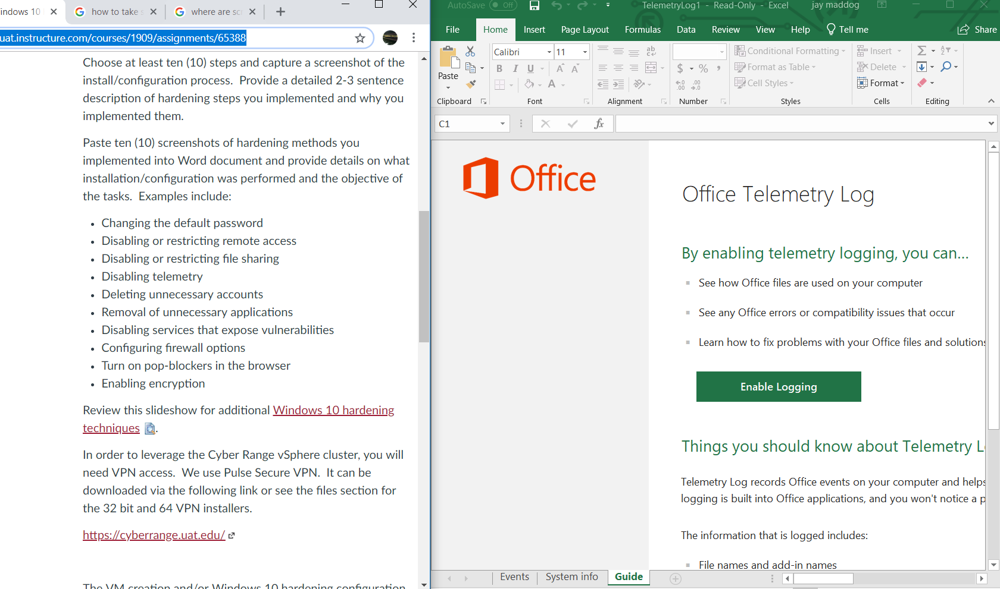 indows 10
how to take s
where are scr
uat.instructure.com/courses/1909/assignments/65388
Choose at least ten (10) steps and capture a screenshot of the
install/configuration process. Provide a detailed 2-3 sentence
description of hardening steps you implemented and why you
implemented them.
Paste ten (10) screenshots of hardening methods you
implemented into Word document and provide details on what
installation/configuration was performed and the objective of
the tasks. Examples include:
• Changing the default password
• Disabling or restricting remote access
• Disabling or restricting file sharing
• Disabling telemetry
• Deleting unnecessary accounts
• Removal of unnecessary applications
• Disabling services that expose vulnerabilities
• Configuring firewall options
• Turn on pop-blockers in the browser
• Enabling encryption
Review this slideshow for additional Windows 10 hardening
techniques .
In order to leverage the Cyber Range vSphere cluster, you will
need VPN access. We use Pulse Secure VPN. It can be
downloaded via the following link or see the files section for
the 32 bit and 64 VPN installers.
https://cyberrange.uat.edu/
The VM creation and/or Windows 10 hardening configuration
AutoSave Off TelemetryLog1 - Read-Only - Excel jay maddog
File Home Insert Page Layout Formulas Data Review View Help Tell me Share
Paste
Calibri 11
B I U A A
A
ab
$ % ,
Conditional Formatting
Format as Table
Cell Styles
Insert
Delete
Format
Clipboard Font Alignment Number Styles Cells Editing
C1 fx
Office
Office Telemetry Log
By enabling telemetry logging, you can...
See how Office files are used on your computer
See any Office errors or compatibility issues that occur
Learn how to fix problems with your Office files and solutions
Enable Logging
Things you should know about Telemetry L
Telemetry Log records Office events on your computer and helps
logging is built into Office applications, and you won't notice a p
The information that is logged includes:
File names and add-in names
Events System info Guide